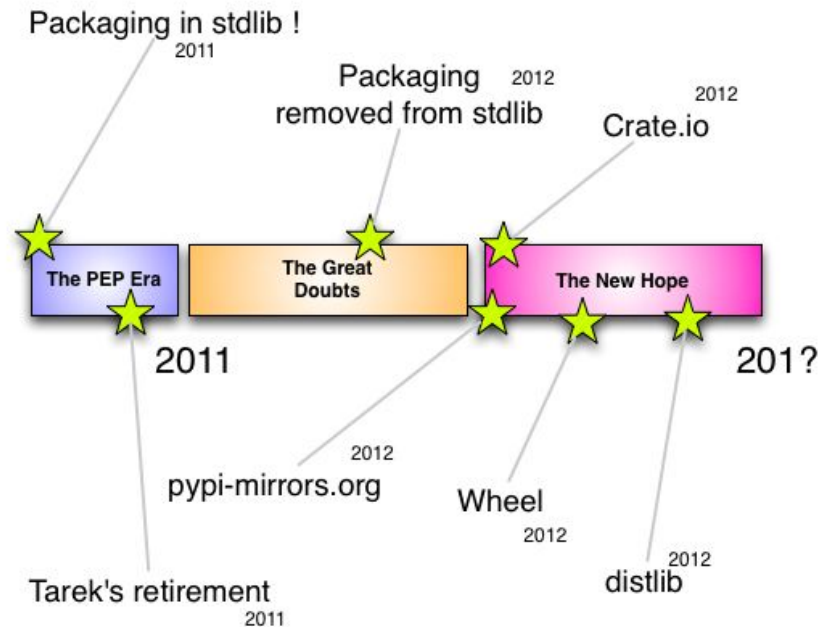 Packaging in stdlib !
2011
Packaging 2012
removed from stdlib
2012
Crate.io
The PEP Era
The Great
Doubts
The New Hope
2011
201?
2012
pypi-mirrors.org
Wheel
2012
2012
distlib
Tarek's retirement
2011